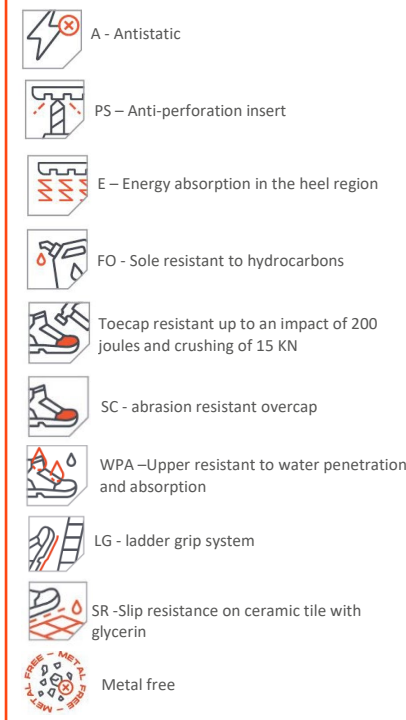 A - Antistatic
PS – Anti-perforation insert
E – Energy absorption in the heel region
FO - Sole resistant to hydrocarbons
Toecap resistant up to an impact of 200
joules and crushing of 15 KN
SC - abrasion resistant overcap
WPA –Upper resistant to water penetration
and absorption
LG - ladder grip system
SR -Slip resistance on ceramic tile with
glycerin
METAL FREE – METAL FREE –
Metal free